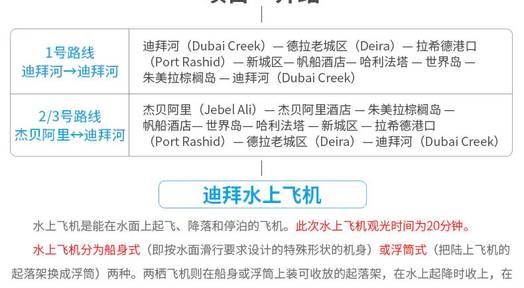 1号路线
迪拜河→迪拜河
迪拜河（Dubai Creek）— 德拉老城区（Deira）— 拉希德港口
（Port Rashid）— 新城区— 帆船酒店— 哈利法塔 — 世界岛 —
朱美拉棕榈岛 — 迪拜河（Dubai Creek）
2/3号路线
杰贝阿里↔迪拜河
杰贝阿里（Jebel Ali）— 杰贝阿里酒店 — 朱美拉棕榈岛 —
帆船酒店— 世界岛— 哈利法塔 — 新城区 — 拉希德港口
（Port Rashid）— 德拉老城区（Deira）— 迪拜河（Dubai Creek）
迪拜水上飞机
水上飞机是能在水面上起飞、降落和停泊的飞机。此次水上飞机观光时间为20分钟。
水上飞机分为船身式（即按水面滑行要求设计的特殊形状的机身）或浮筒式（把陆上飞机的
起落架换成浮筒）两种。两栖飞机则在船身或浮筒上装可收放的起落架，在水上起降时收上，在